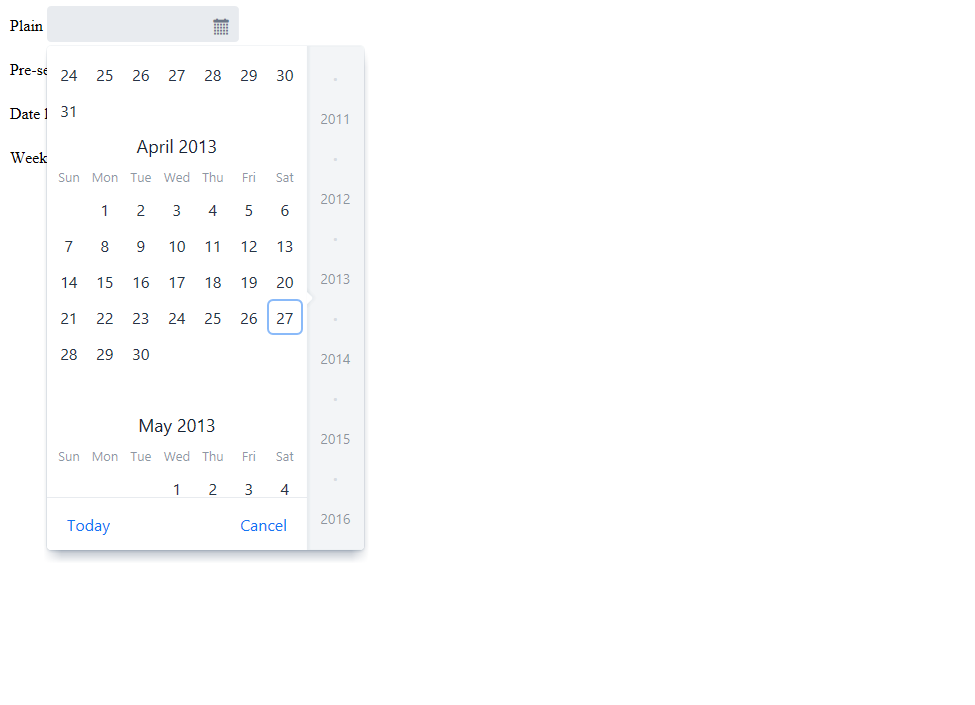 Plain
Pre-se
Date
Week
24 25 26 27 28 29 30
31
April 2013
Sun Mon Tue Wed Thu Fri Sat
1 2 3 4 5 6
7 8 9 10 11 12 13
14 15 16 17 18 19 20
21 22 23 24 25 26 27
28 29 30
May 2013
Sun Mon Tue Wed Thu Fri Sat
1 2 3 4
Today Cancel
2011
2012
2013
2014
2015
2016